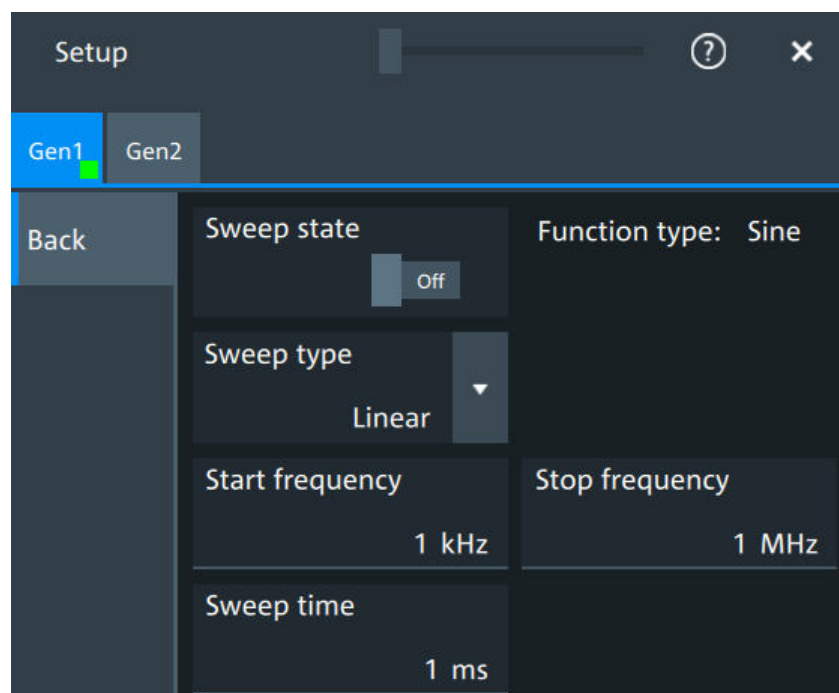 Setup ? ×
Gen1 Gen2
Back
Sweep state
Off
Function type: Sine
Sweep type
Linear
Start frequency
1 kHz
Stop frequency
1 MHz
Sweep time
1 ms